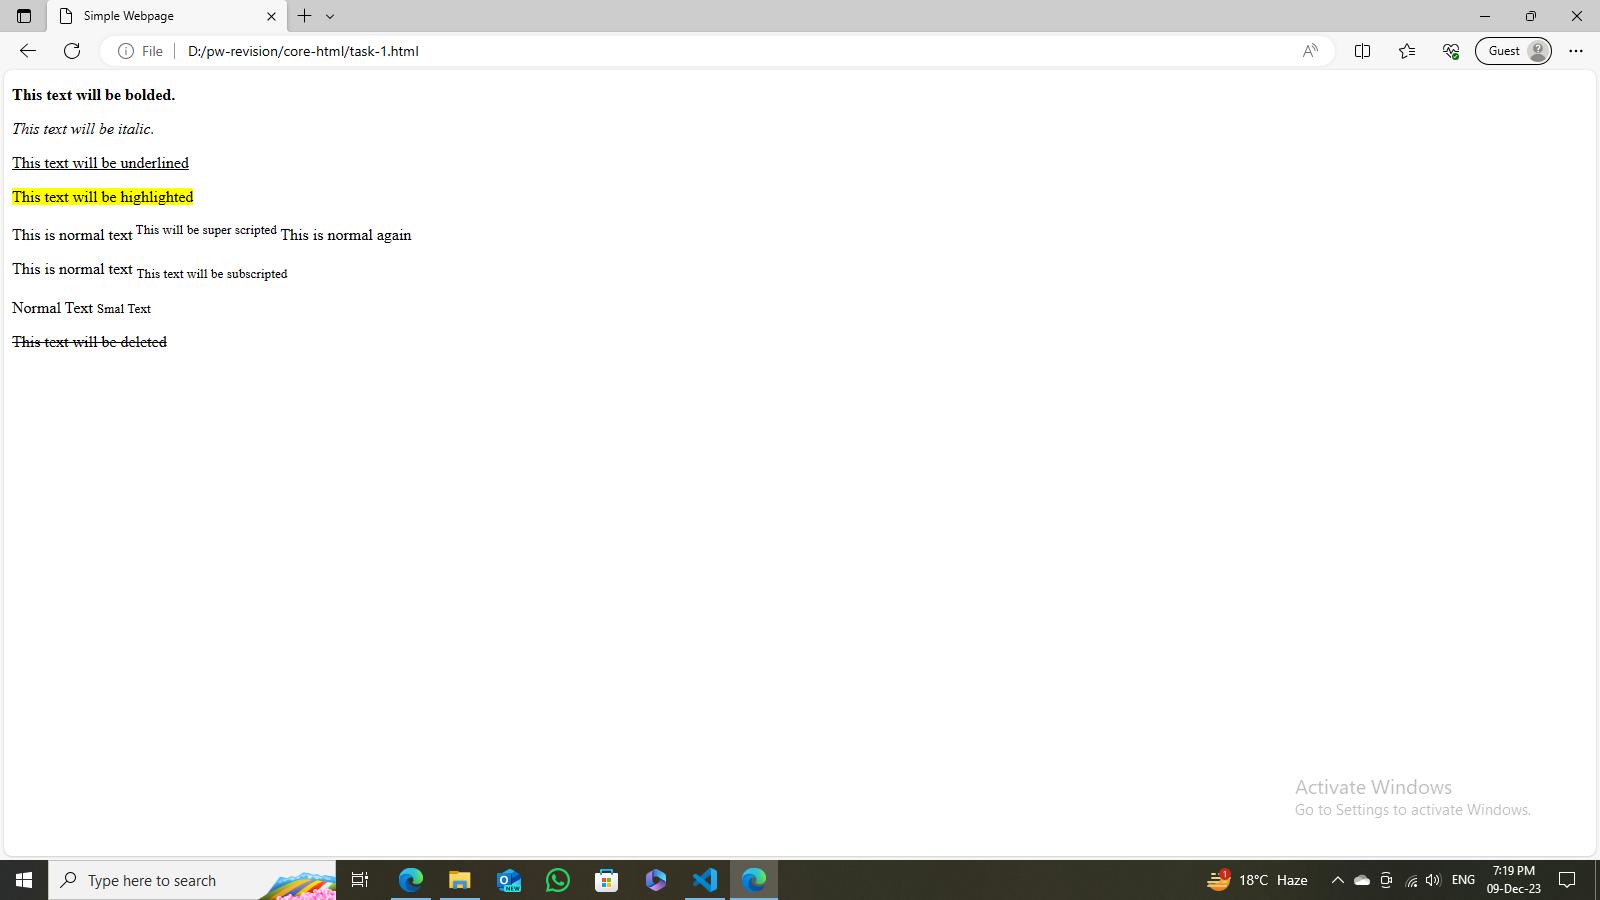 Simple Webpage
File
D:/pw-revision/core-html/task-1.html
Guest
This text will be bolded.
This text will be italic.
This text will be underlined
This text will be highlighted
This is normal text This will be super scripted This is normal again
This is normal text This text will be subscripted
Normal Text Smal Text
This text will be deleted
Activate Windows
Go to Settings to activate Windows.
Type here to search
NEW
1
18°C Haze
ENG
7:19 PM
09-Dec-23